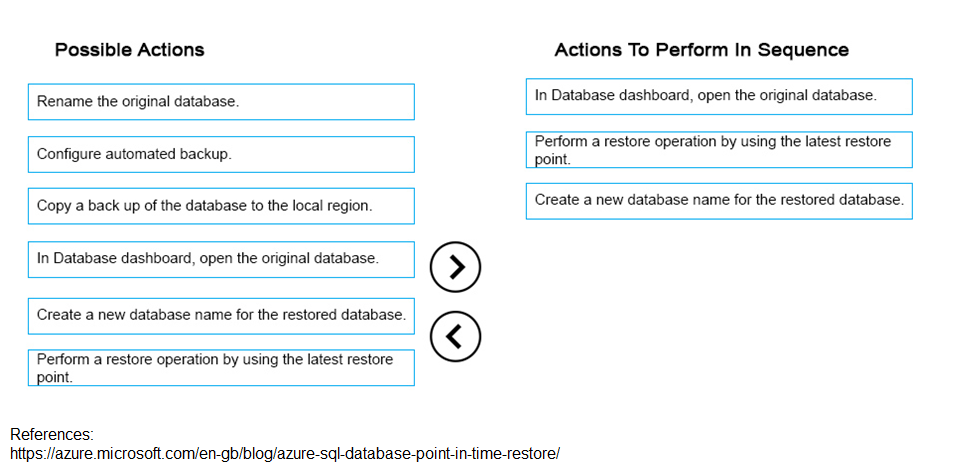 Possible Actions
Rename the original database.
Configure automated backup.
Copy a back up of the database to the local region.
In Database dashboard, open the original database.
Create a new database name for the restored database.
Perform a restore operation by using the latest restore
point.
Actions To Perform In Sequence
In Database dashboard, open the original database.
Perform a restore operation by using the latest restore
point.
Create a new database name for the restored database.
References:
https://azure.microsoft.com/en-gb/blog/azure-sql-database-point-in-time-restore/